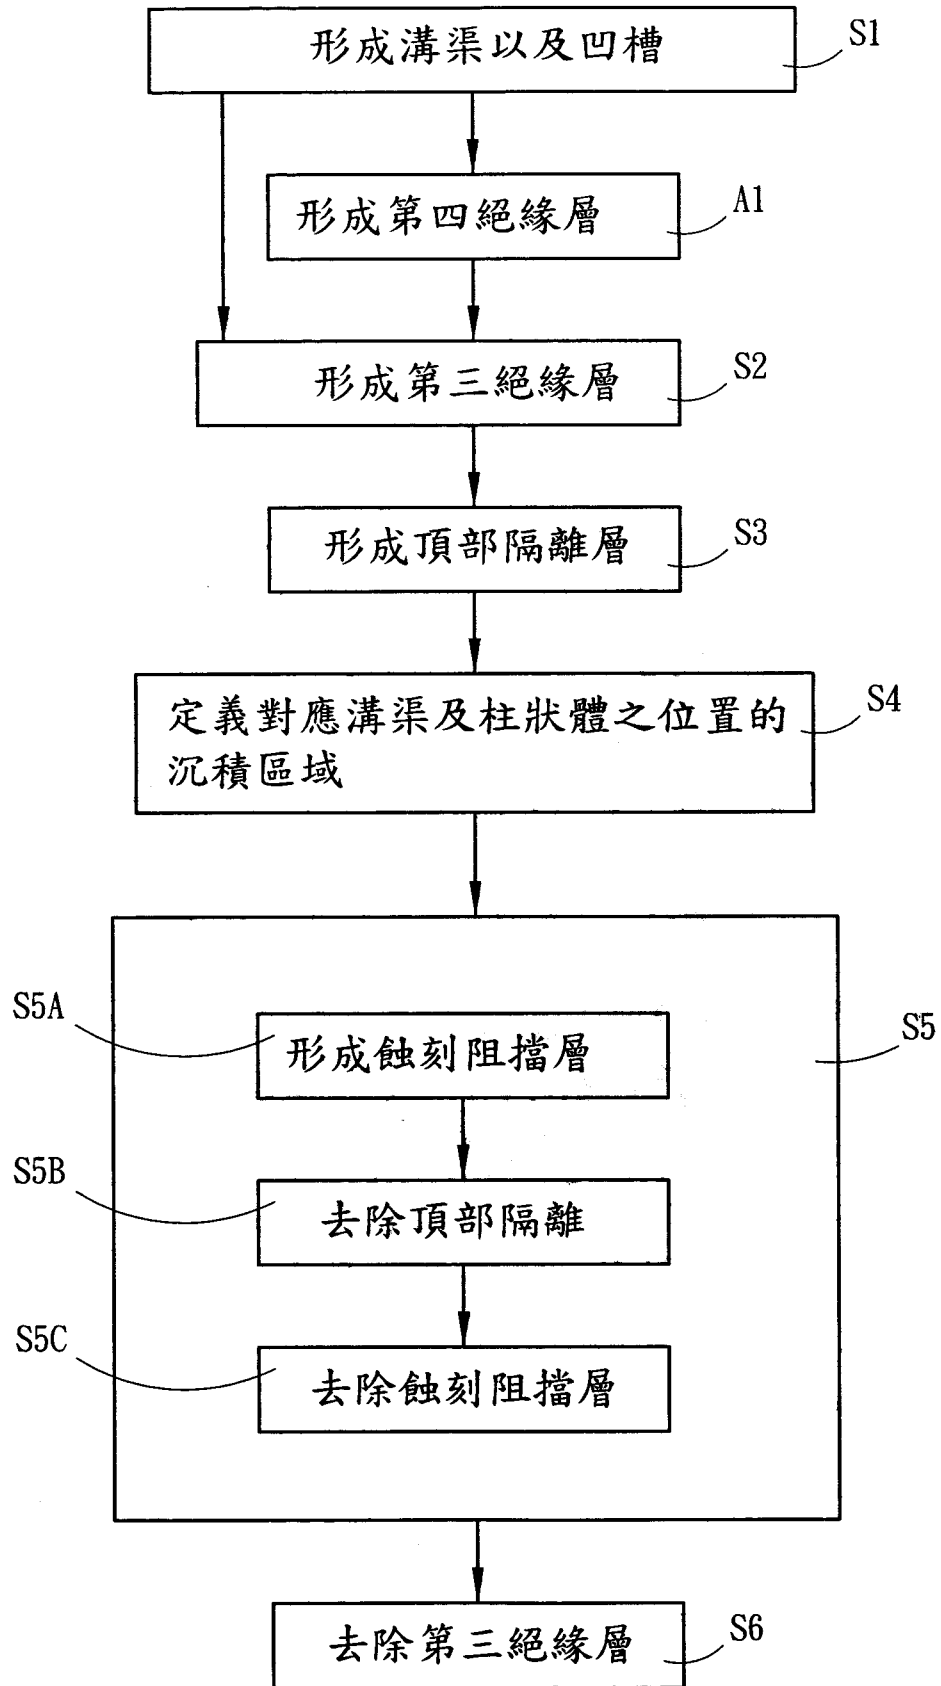 形成溝渠以及凹槽
S1
形成第四絕緣層
A1
形成第三絕緣層
S2
形成頂部隔離層
S3
定義對應溝渠及柱狀體之位置的
沉積區域
S4
S5
S5A
形成蝕刻阻擋層
S5B
去除頂部隔離
S5C
去除蝕刻阻擋層
去除第三絕緣層
S6